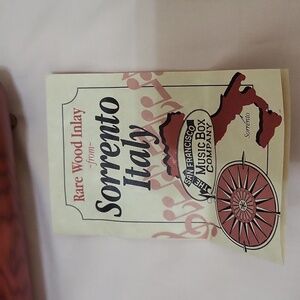 Rare Wood Inlay
-from-
Sorrento
Italy
SAN FRANCISCO
THE
MUSIC BOX
COMPANY
Sorrento